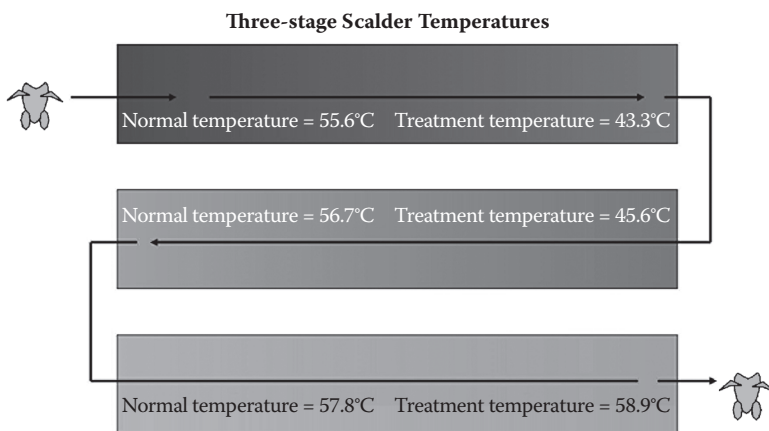 Three-stage Scalder Temperatures
Normal temperature = 55.6°C Treatment temperature = 43.3°C
Normal temperature = 56.7°C Treatment temperature = 45.6°C
Normal temperature = 57.8°C Treatment temperature = 58.9°C